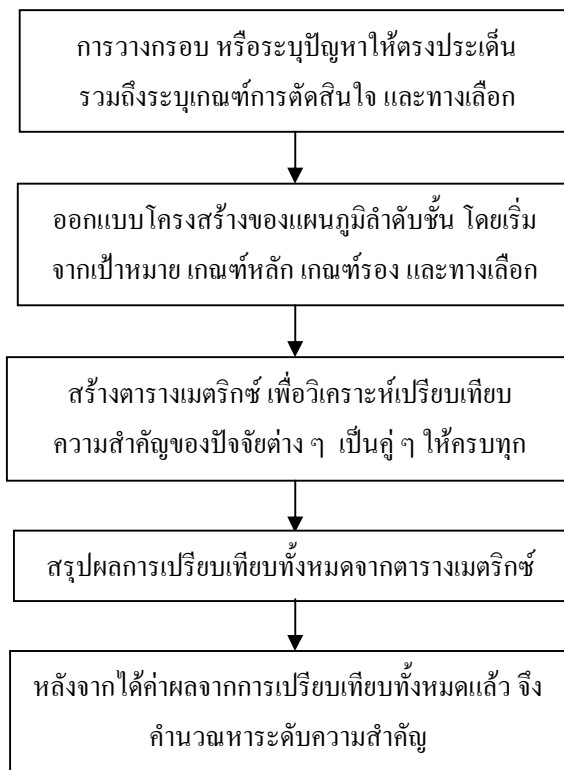 การวางกรอบ หรือระบุปัญหาให้ตรงประเด็น
รวมถึงระบุเกณฑ์การตัดสินใจ และทางเลือก
ออกแบบโครงสร้างของแผนภูมิลำดับชั้น โดยเริ่ม
จากเป้าหมาย เกณฑ์หลัก เกณฑ์รอง และทางเลือก
สร้างตารางเมตริกซ์ เพื่อวิเคราะห์เปรียบเทียบ
ความสำคัญของปัจจัยต่าง ๆ เป็นคู่ ๆ ให้ครบทุก
สรุปผลการเปรียบเทียบทั้งหมดจากตารางเมตริกซ์
หลังจากได้ค่าผลจากการเปรียบเทียบทั้งหมดแล้ว จึง
คำนวณหาระดับความสำคัญ